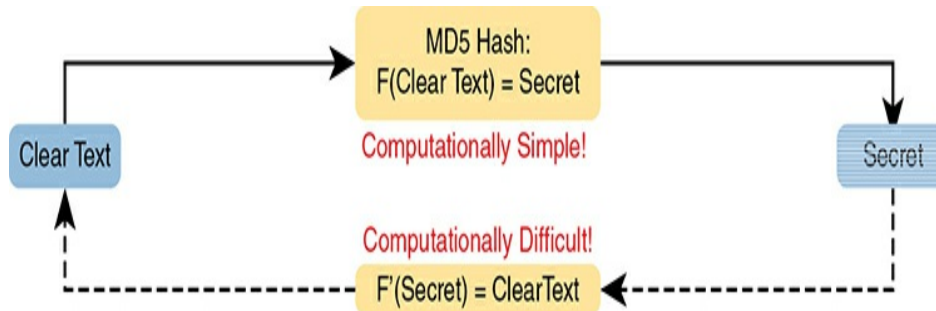 MD5 Hash:
F(Clear Text) = Secret
Clear Text
Computationally Simple!
Secret
Computationally Difficult!
F'(Secret) = ClearText